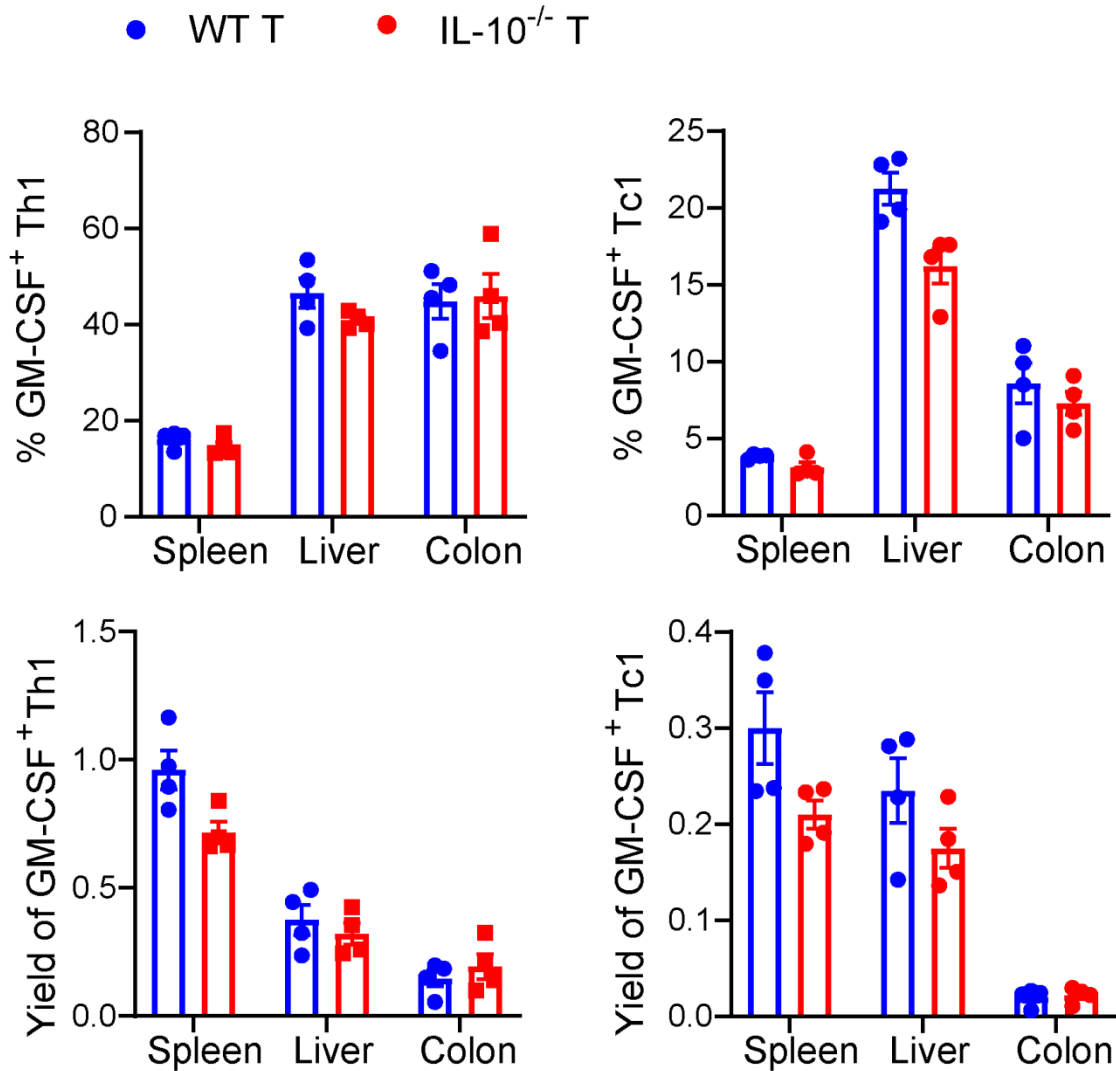 WT T IL-10-/- T
% GM-CSF+ Th1
80
60
40
20
0
Spleen Liver Colon
% GM-CSF+ Tc1
25
20
15
10
5
0
Spleen Liver Colon
Yield of GM-CSF+ Th1
1.5
1.0
0.5
0.0
Spleen Liver Colon
Yield of GM-CSF+ Tc1
0.4
0.3
0.2
0.1
0.0
Spleen Liver Colon